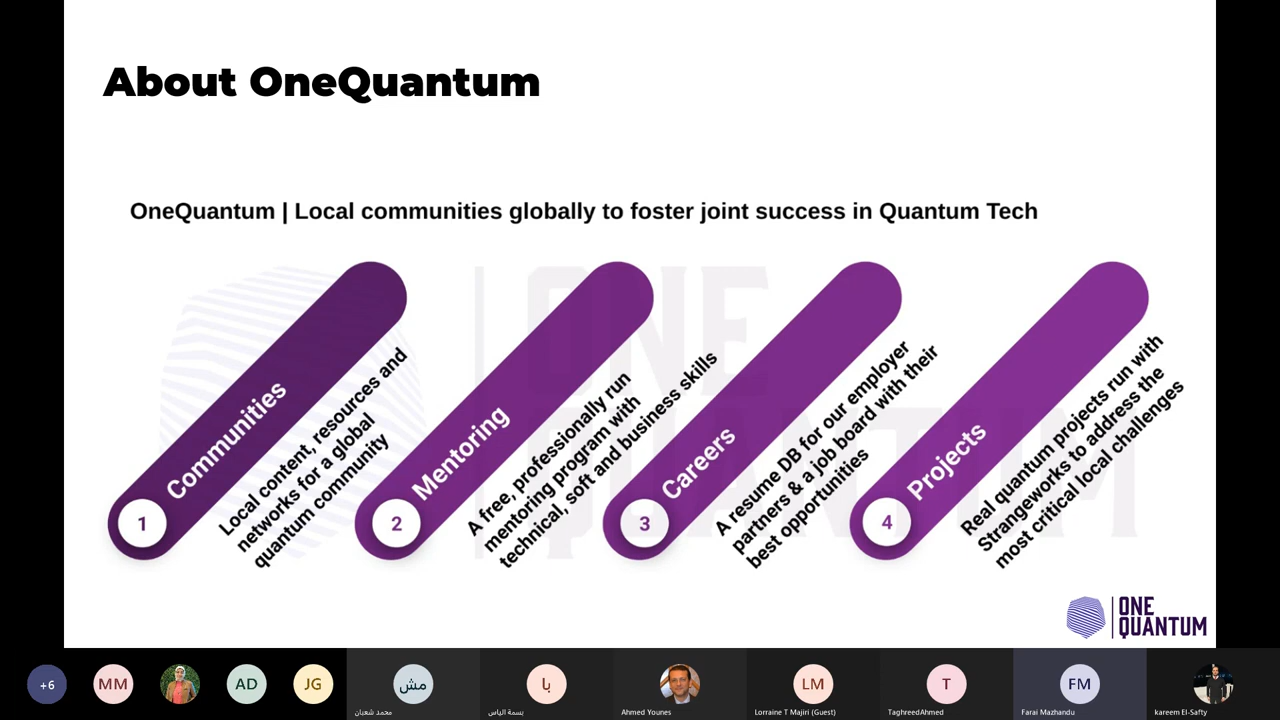 About OneQuantum
OneQuantum | Local communities globally to foster joint success in Quantum Tech
ONE
QUANTUM
1
Communities
Local content, resources and
networks for a global
quantum community
2
Mentoring
A free, professionally run
mentoring program with
technical, soft and business skills
3
Careers
A resume DB for our employer
partners & a job board with their
best opportunities
4
Projects
Real quantum projects run with
Strangeworks to address the
most critical local challenges
ONE
QUANTUM
+6
MM
AD
JG
مش
محمد شعبان
با
بسمة الياس
Ahmed Younes
LM
Lorraine T Majiri (Guest)
T
TaghreedAhmed
FM
Farai Mazhandu
kareem El-Safty